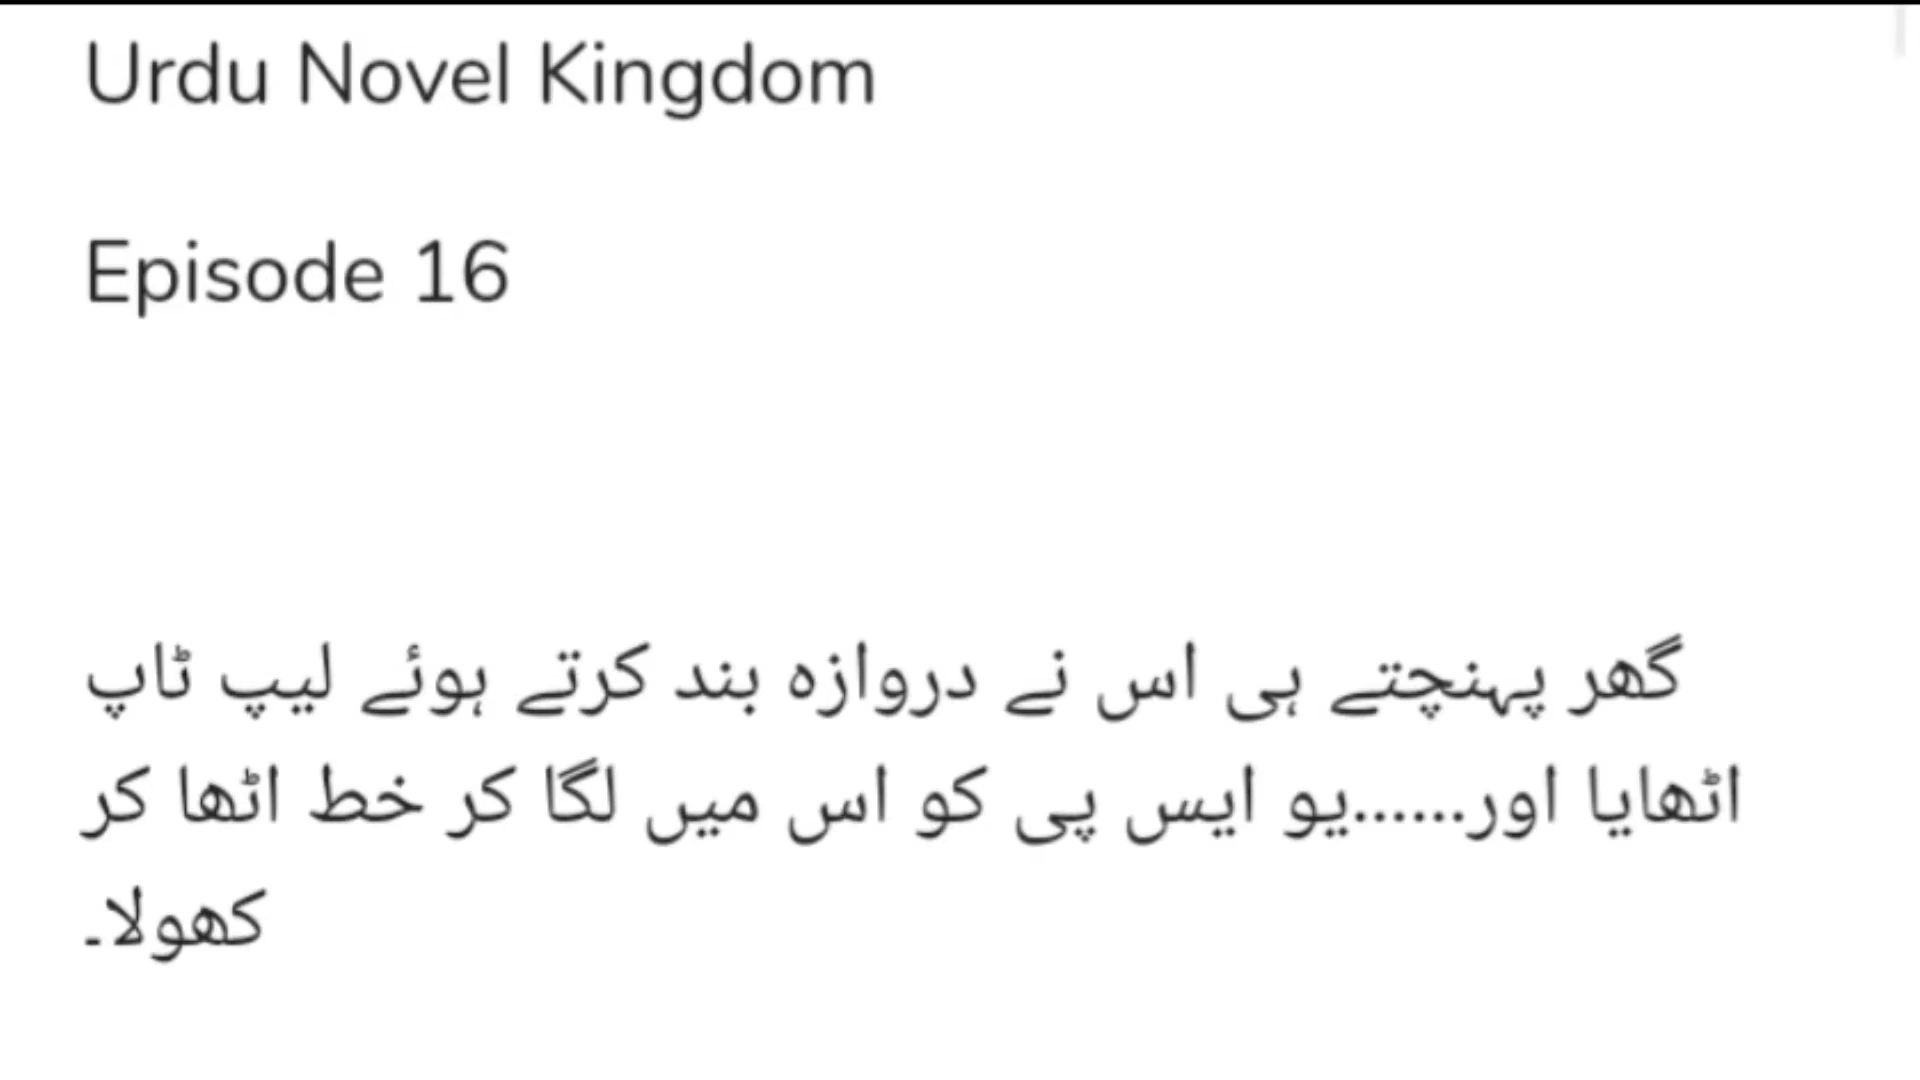 Urdu Novel Kingdom
Episode 16
گھر پہنچتے ہی اس نے دروازہ بند کرتے ہوئے لیپ ٹاپ
اٹھایا اور......یو ایس پی کو اس میں لگا کر خط اٹھا کر
کھولا۔